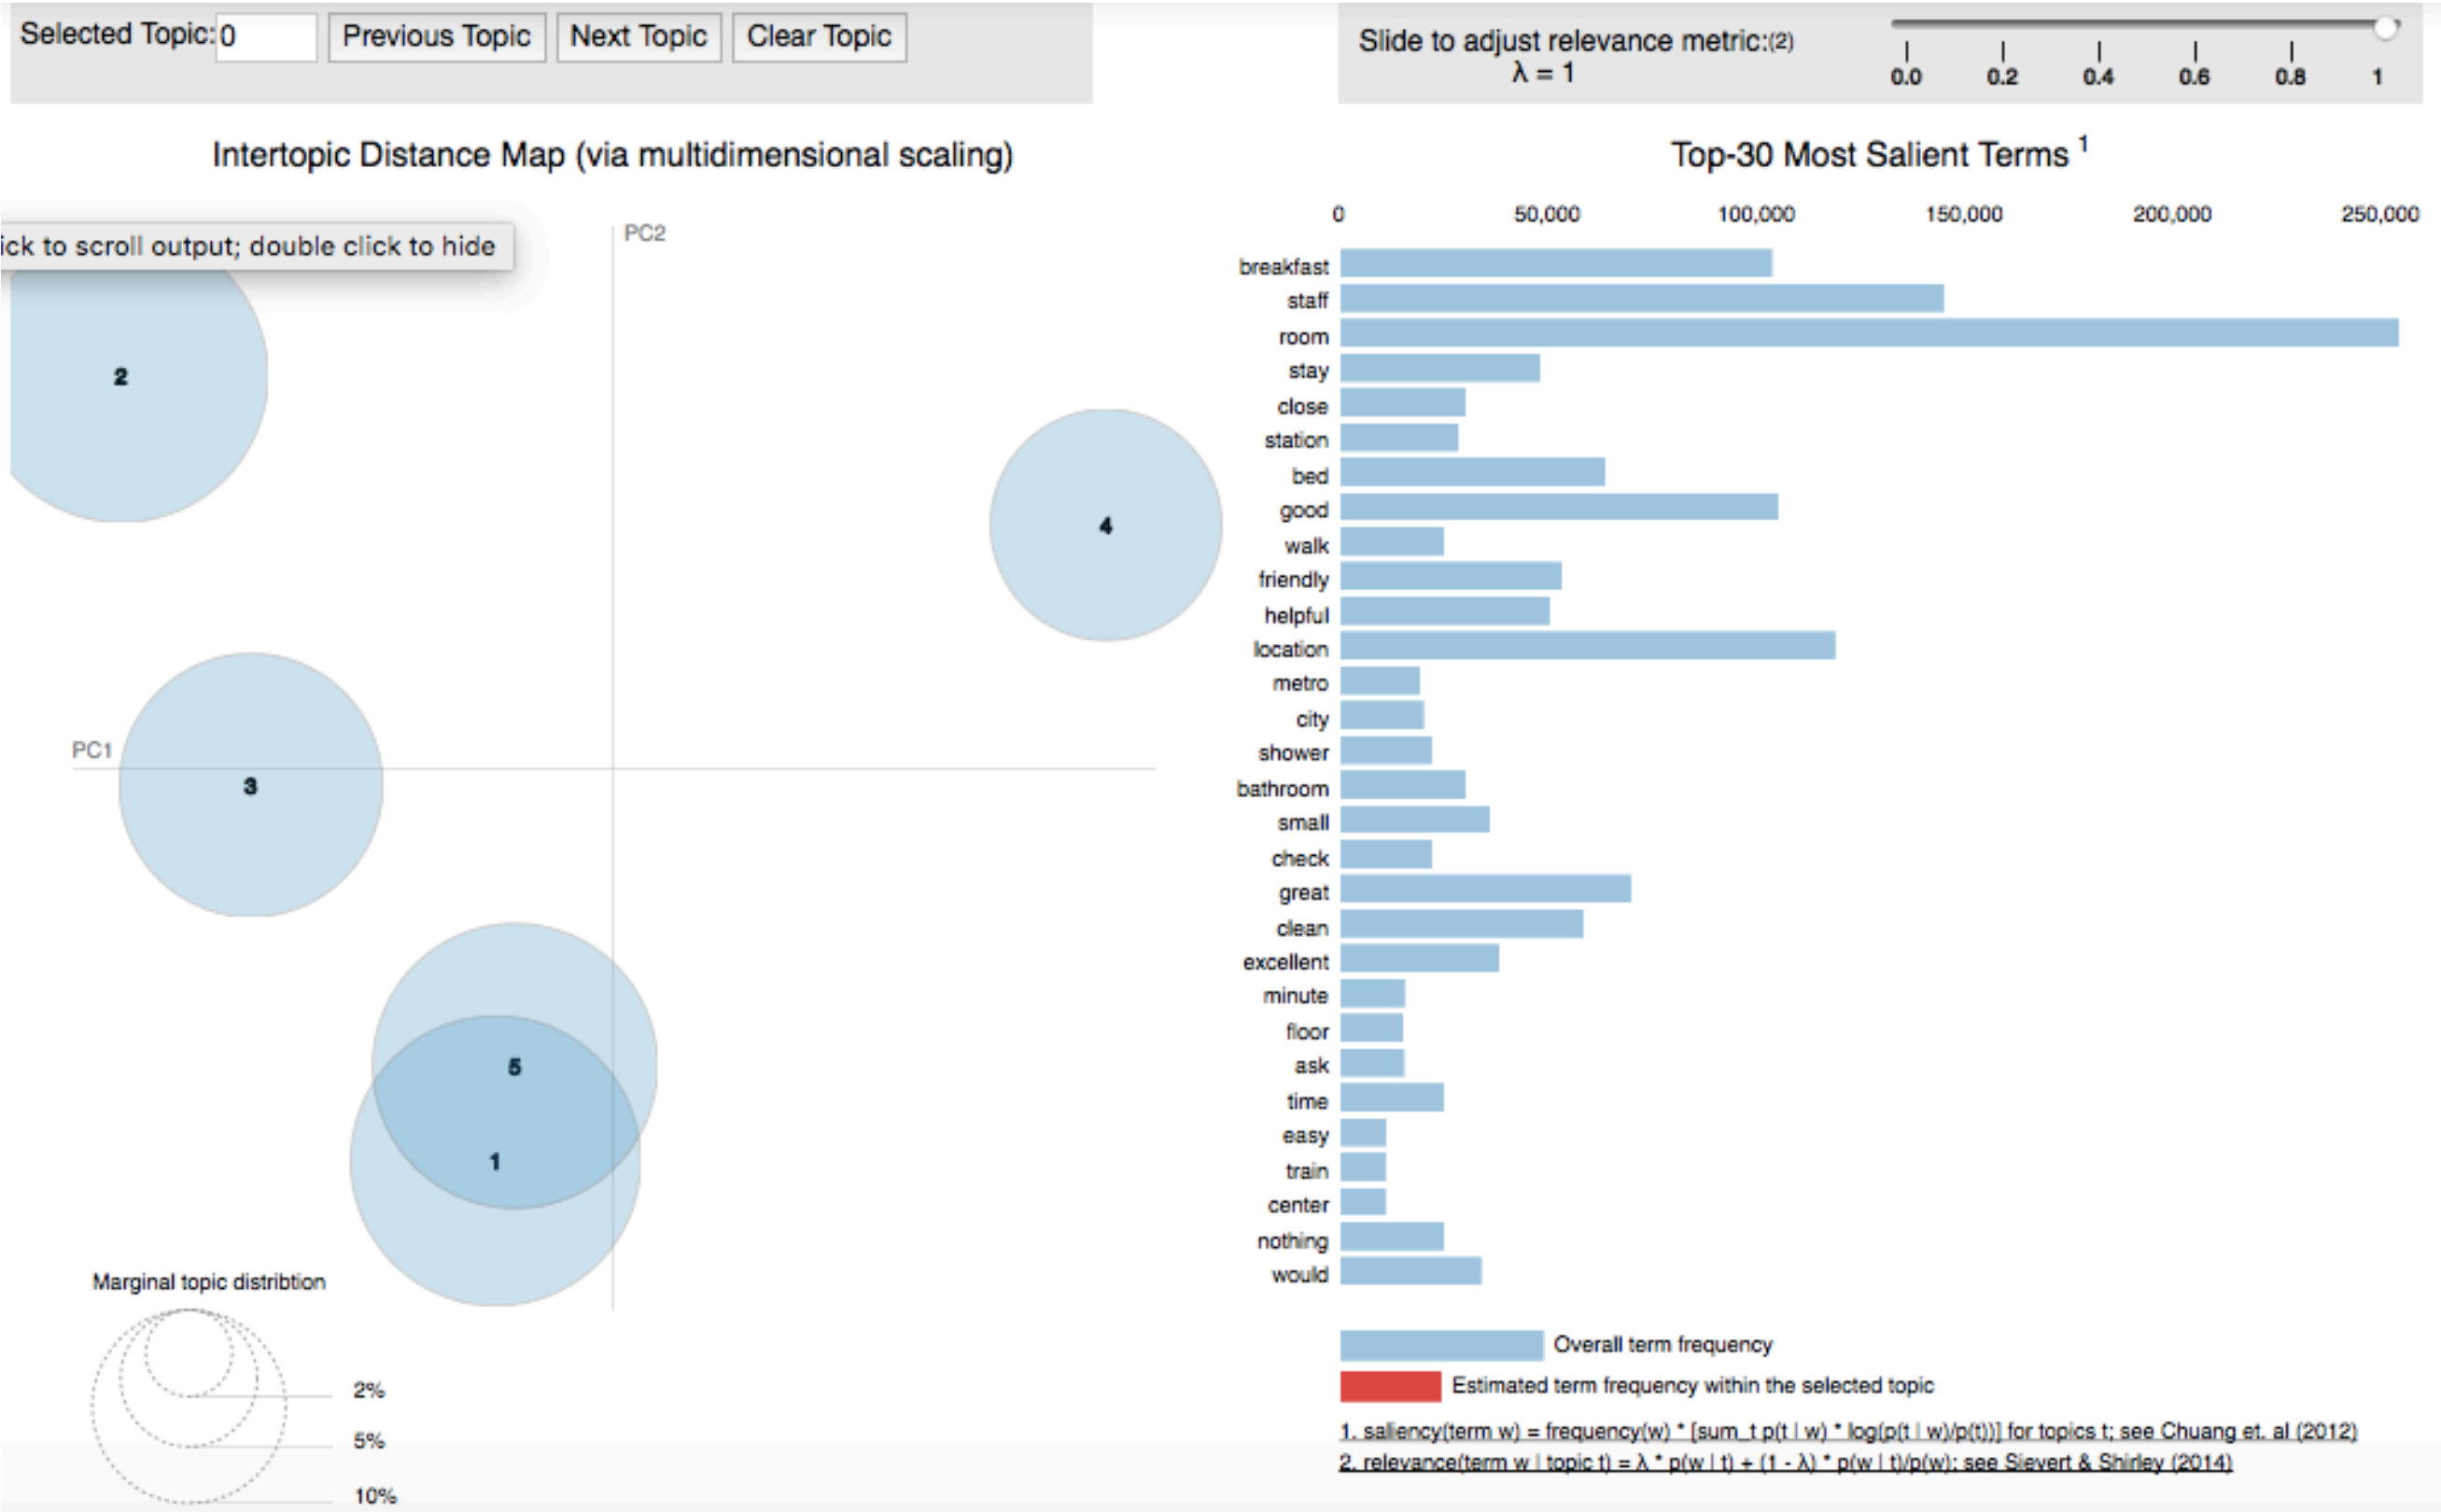 Selected Topic: 0 Previous Topic Next Topic Clear Topic
Slide to adjust relevance metric:(2)
λ = 1
0.0 0.2 0.4 0.6 0.8 1
Intertopic Distance Map (via multidimensional scaling)
ick to scroll output; double click to hide
PC2
PC1
2
4
3
5
1
Marginal topic distribtion
2%
5%
10%
Top-30 Most Salient Terms 1
0 50,000 100,000 150,000 200,000 250,000
breakfast
staff
room
stay
close
station
bed
good
walk
friendly
helpful
location
metro
city
shower
bathroom
small
check
great
clean
excellent
minute
floor
ask
time
easy
train
center
nothing
would
Overall term frequency
Estimated term frequency within the selected topic
1. saliency(term w) = frequency(w) * [sum_t p(t | w) * log(p(t | w)/p(t))] for topics t; see Chuang et. al (2012)
2. relevance(term w | topic t) = λ * p(w | t) + (1 - λ) * p(w | t)/p(w); see Sievert & Shirley (2014)